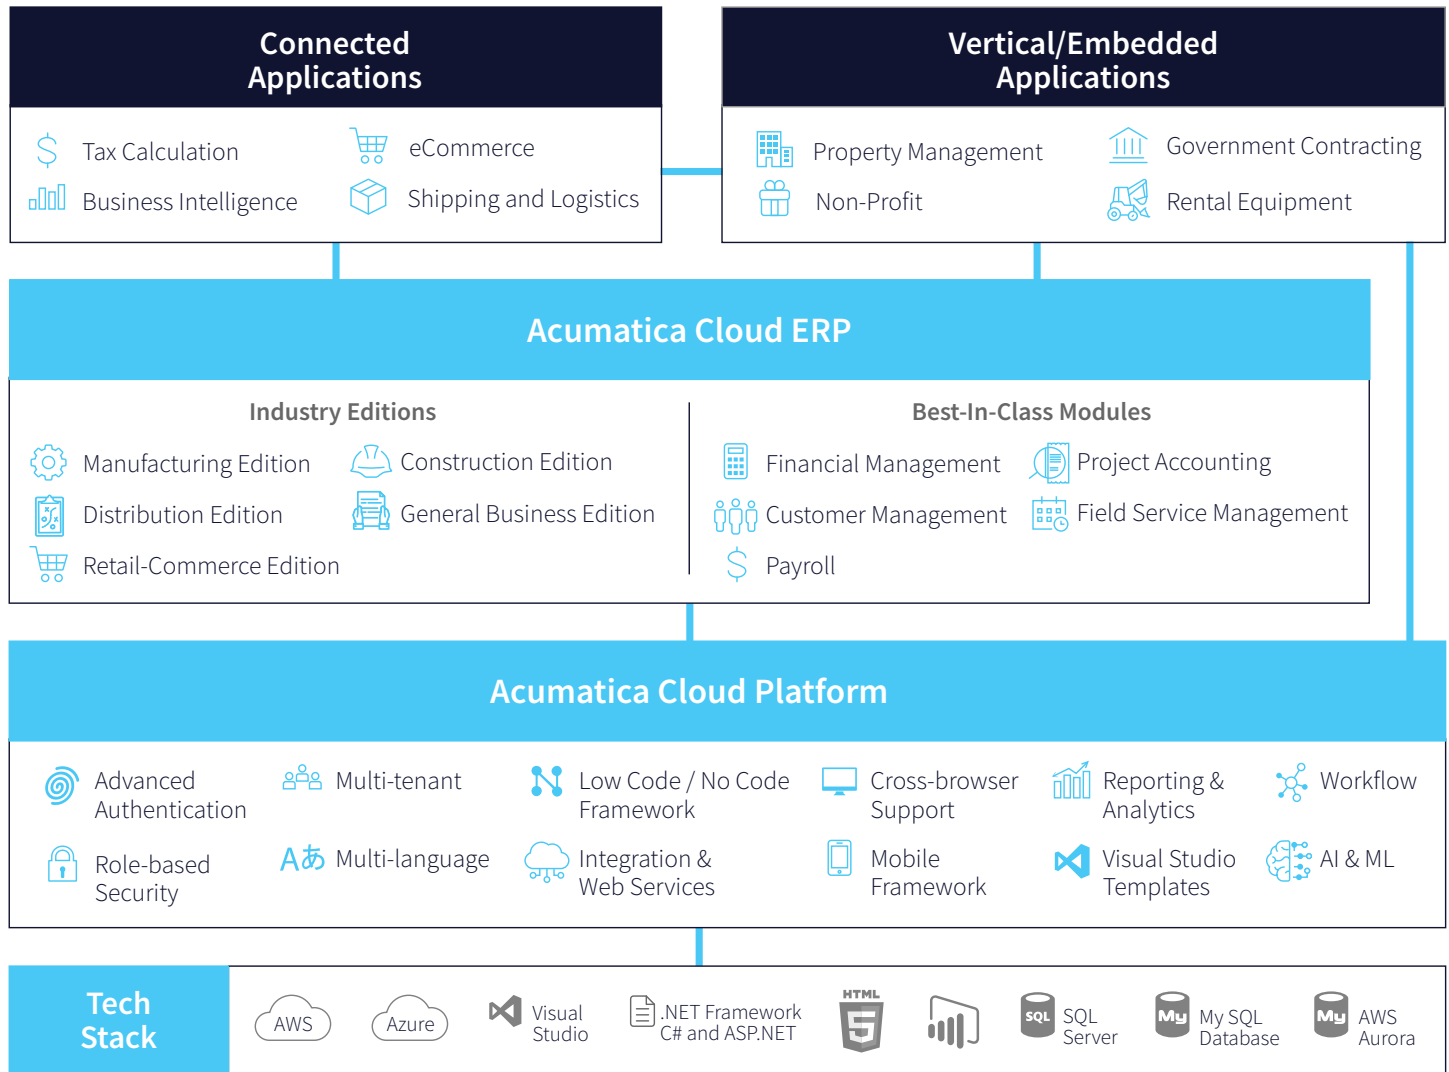 Connected
Applications
Tax Calculation
eCommerce
Business Intelligence
Shipping and Logistics
Vertical/Embedded
Applications
Property Management
Government Contracting
Non-Profit
Rental Equipment
Acumatica Cloud ERP
Industry Editions
Manufacturing Edition
Construction Edition
Distribution Edition
General Business Edition
Retail-Commerce Edition
Best-In-Class Modules
Financial Management
Project Accounting
Customer Management
Field Service Management
Payroll
Acumatica Cloud Platform
Advanced
Authentication
Multi-tenant
Low Code / No Code
Framework
Cross-browser
Support
Reporting &
Analytics
Workflow
Role-based
Security
Aあ
Multi-language
Integration &
Web Services
Mobile
Framework
Visual Studio
Templates
AI & ML
Tech
Stack
AWS
Azure
Visual
Studio
.NET Framework
C# and ASP.NET
HTML
5
SQL
SQL
Server
My
My SQL
Database
My
AWS
Aurora